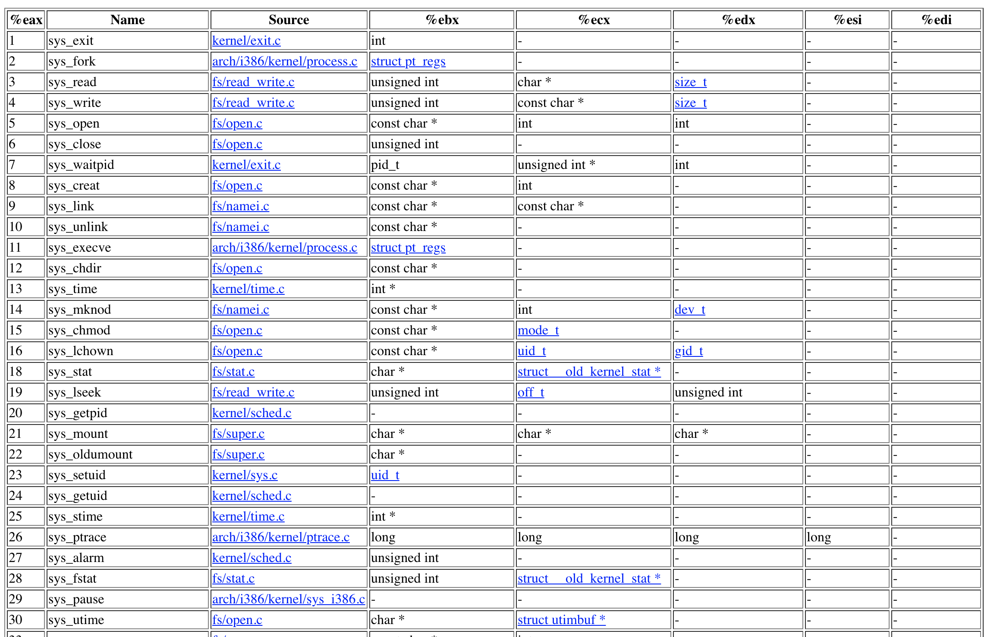 %eax Name Source %ebx %ecx %edx %esi %edi
1 sys_exit kernel/exit.c int - - - -
2 sys_fork arch/i386/kernel/process.c struct pt_regs - - - -
3 sys_read fs/read_write.c unsigned int char * size_t - -
4 sys_write fs/read_write.c unsigned int const char * size_t - -
5 sys_open fs/open.c const char * int int - -
6 sys_close fs/open.c unsigned int - - - -
7 sys_waitpid kernel/exit.c pid_t unsigned int * int - -
8 sys_creat fs/open.c const char * int - - -
9 sys_link fs/namei.c const char * const char * - - -
10 sys_unlink fs/namei.c const char * - - - -
11 sys_execve arch/i386/kernel/process.c struct pt_regs - - - -
12 sys_chdir fs/open.c const char * - - - -
13 sys_time kernel/time.c int * - - - -
14 sys_mknod fs/namei.c const char * int dev_t - -
15 sys_chmod fs/open.c const char * mode_t - - -
16 sys_lchown fs/open.c const char * uid_t gid_t - -
18 sys_stat fs/stat.c char * struct __old_kernel_stat * - - -
19 sys_lseek fs/read_write.c unsigned int off_t unsigned int - -
20 sys_getpid kernel/sched.c - - - - -
21 sys_mount fs/super.c char * char * char * - -
22 sys_oldumount fs/super.c char * - - - -
23 sys_setuid kernel/sys.c uid_t - - - -
24 sys_getuid kernel/sched.c - - - - -
25 sys_stime kernel/time.c int * - - - -
26 sys_ptrace arch/i386/kernel/ptrace.c long long long long -
27 sys_alarm kernel/sched.c unsigned int - - - -
28 sys_fstat fs/stat.c unsigned int struct __old_kernel_stat * - - -
29 sys_pause arch/i386/kernel/sys_i386.c - - - - -
30 sys_utime fs/open.c char * struct utimbuf * - - -